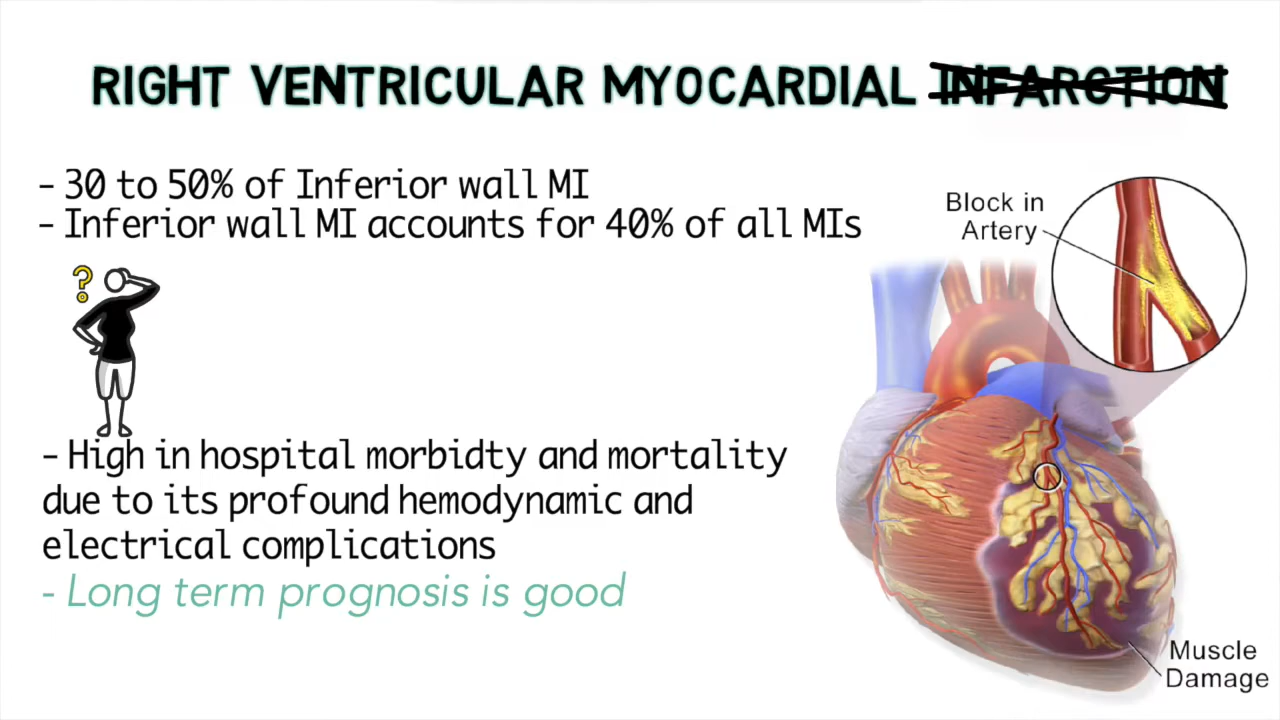 RIGHT VENTRICULAR MYOCARDIAL INFARCTION
- 30 to 50% of Inferior wall MI
- Inferior wall MI accounts for 40% of all MIs
?
- High in hospital morbidty and mortality
due to its profound hemodynamic and
electrical complications
- Long term prognosis is good
Block in
Artery
Muscle
Damage